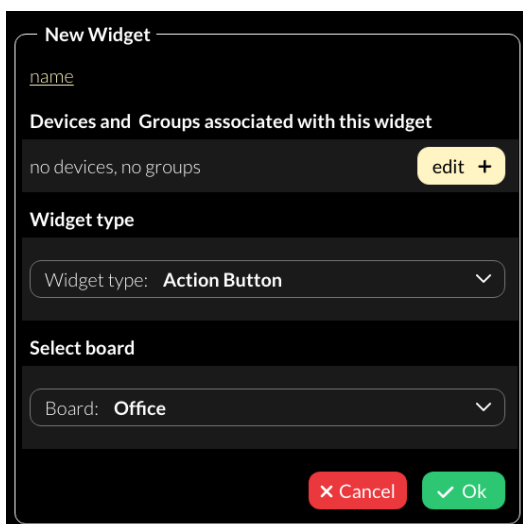 New Widget
name
Devices and Groups associated with this widget
no devices, no groups
edit +
Widget type
Widget type: Action Button
Select board
Board: Office
Cancel
Ok